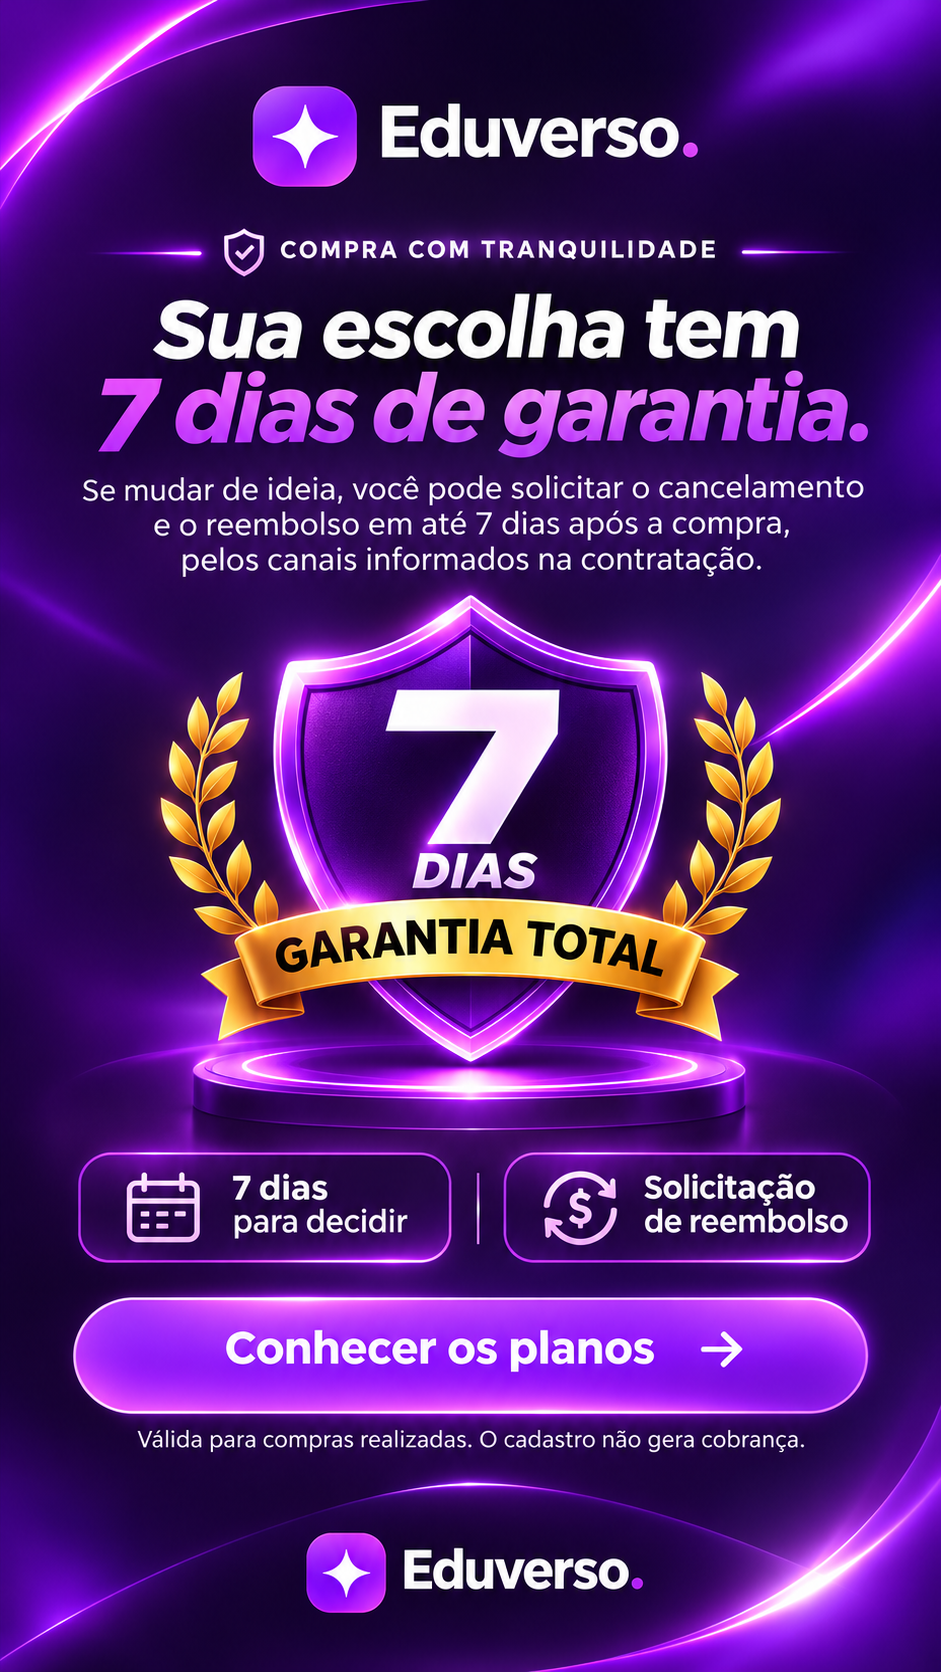 Eduverso.
COMPRA COM TRANQUILIDADE
Sua escolha tem
7 dias de garantia.
Se mudar de ideia, você pode solicitar o cancelamento
e o reembolso em até 7 dias após a compra,
pelos canais informados na contratação.
7
DIAS
GARANTIA TOTAL
7 dias
para decidir
$
Solicitação
de reembolso
Conhecer os planos →
Válida para compras realizadas. O cadastro não gera cobrança.
Eduverso.